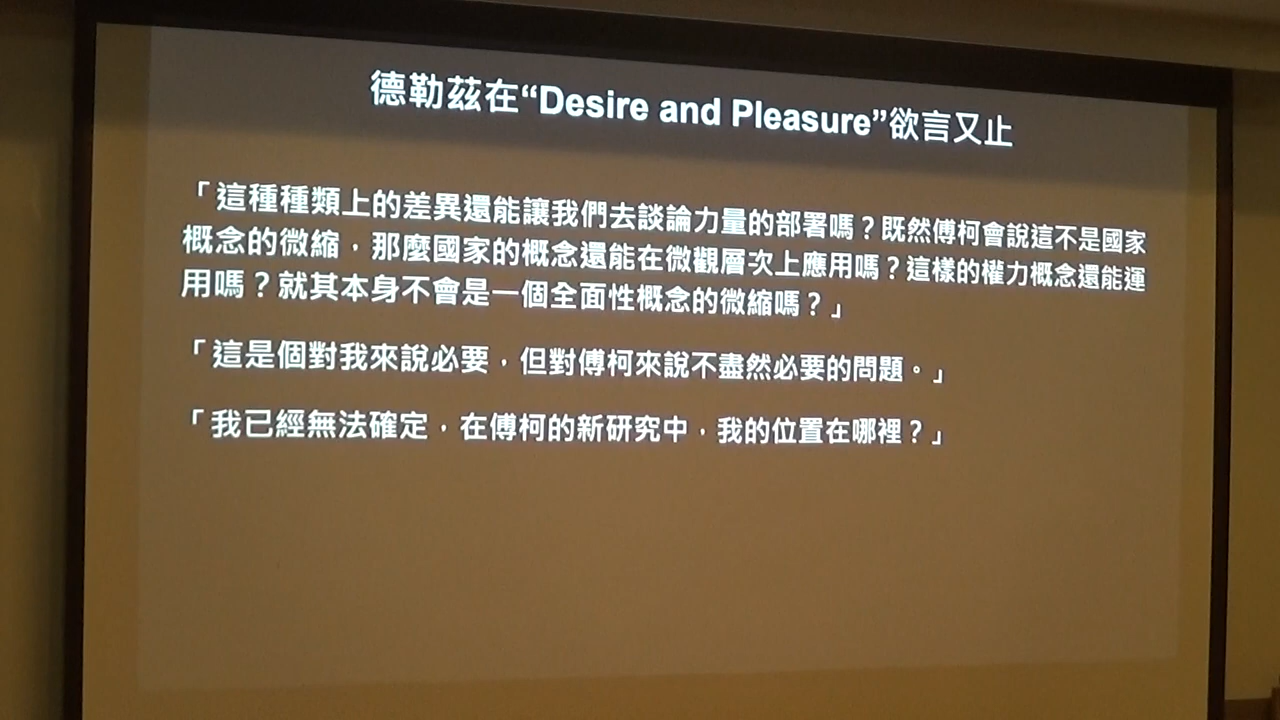 德勒茲在“Desire and Pleasure”欲言又止
「這種種類上的差異還能讓我們去談論力量的部署嗎？既然傅柯會說這不是國家
概念的微縮，那麼國家的概念還能在微觀層次上應用嗎？這樣的權力概念還能運
用嗎？就其本身不會是一個全面性概念的微縮嗎？」
「這是個對我來說必要，但對傅柯來說不盡然必要的問題。」
「我已經無法確定，在傅柯的新研究中，我的位置在哪裡？」